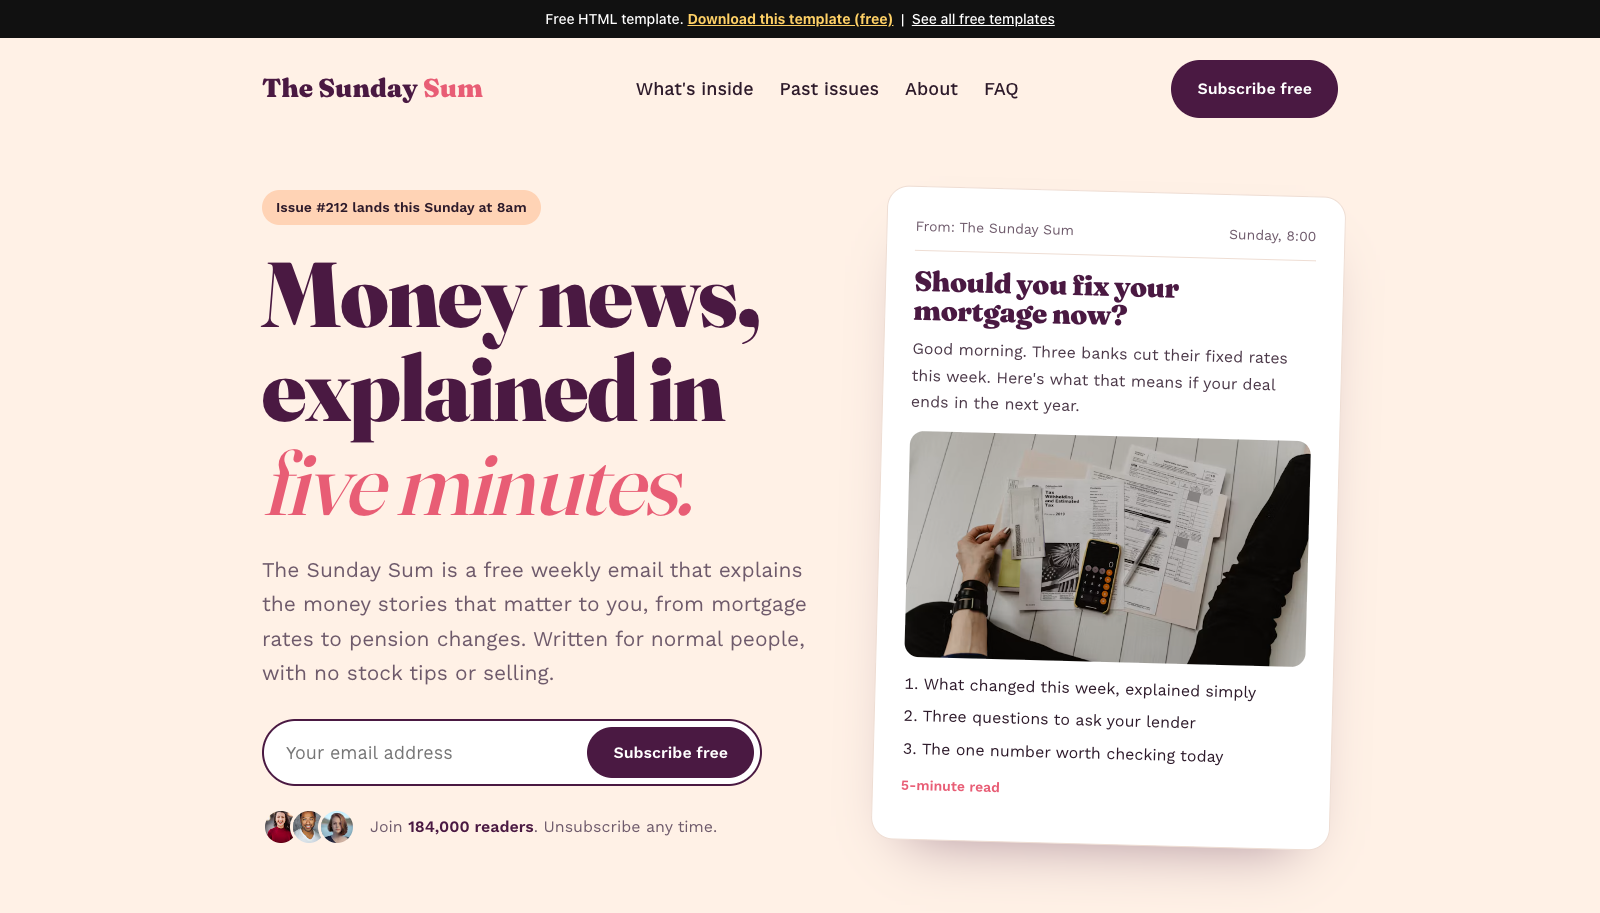 Free HTML template. Download this template (free) | See all free templates
The Sunday Sum
What's inside Past issues About FAQ
Subscribe free
Issue #212 lands this Sunday at 8am
Money news,
explained in
five minutes.
The Sunday Sum is a free weekly email that explains
the money stories that matter to you, from mortgage
rates to pension changes. Written for normal people,
with no stock tips or selling.
Your email address
Subscribe free
Join 184,000 readers. Unsubscribe any time.
From: The Sunday Sum
Sunday, 8:00
Should you fix your
mortgage now?
Good morning. Three banks cut their fixed rates
this week. Here's what that means if your deal
ends in the next year.
Tax
Withholding
and Estimated
Tax
1. What changed this week, explained simply
2. Three questions to ask your lender
3. The one number worth checking today
5-minute read